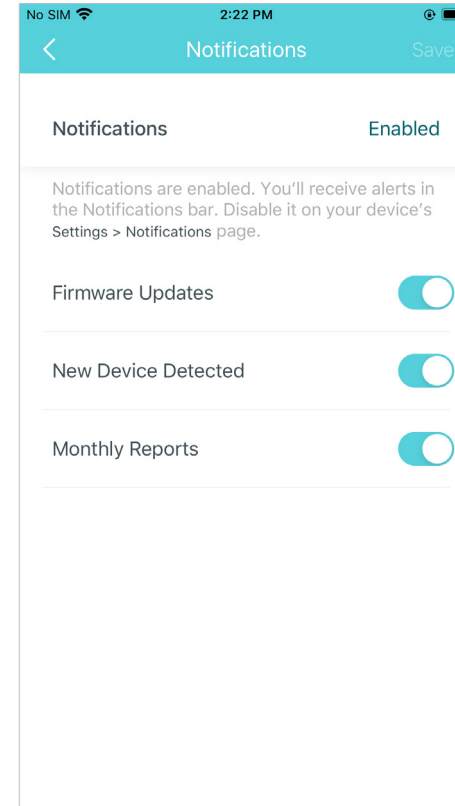 No SIM 2:22 PM
Notifications Save
Notifications Enabled
Notifications are enabled. You'll receive alerts in
the Notifications bar. Disable it on your device's
Settings > Notifications page.
Firmware Updates
New Device Detected
Monthly Reports